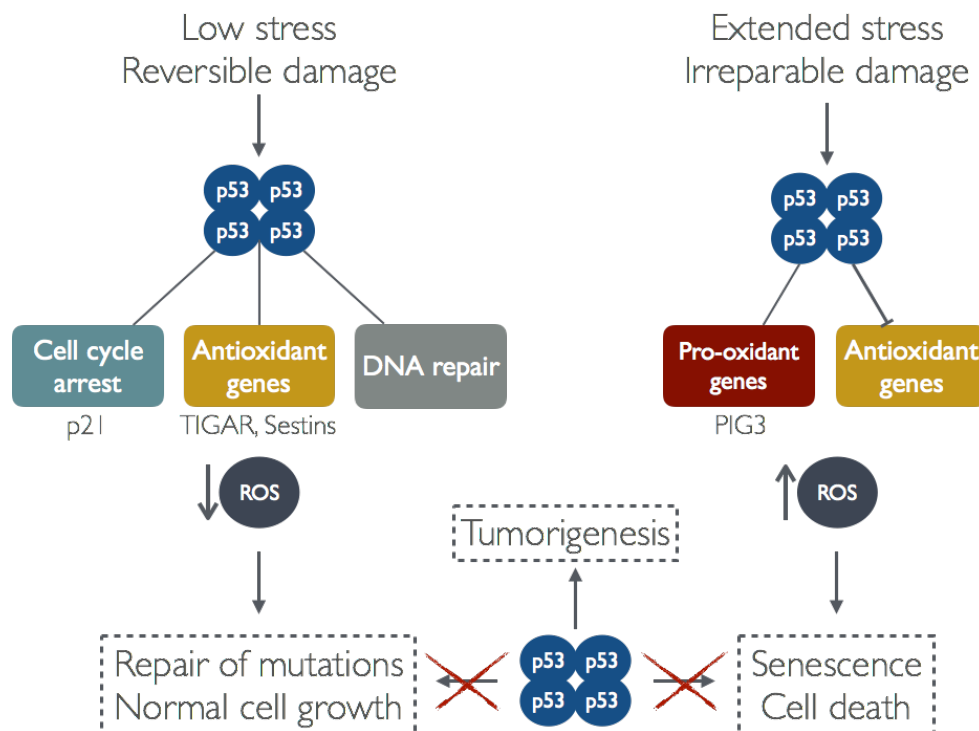 Low stress
Reversible damage
p53 p53
p53 p53
Cell cycle
arrest
p21
Antioxidant
genes
TIGAR, Sestins
DNA repair
ROS
Repair of mutations
Normal cell growth
Extended stress
Irreparable damage
p53 p53
p53 p53
Pro-oxidant
genes
PIG3
Antioxidant
genes
ROS
Senescence
Cell death
Tumorigenesis
p53 p53
p53 p53